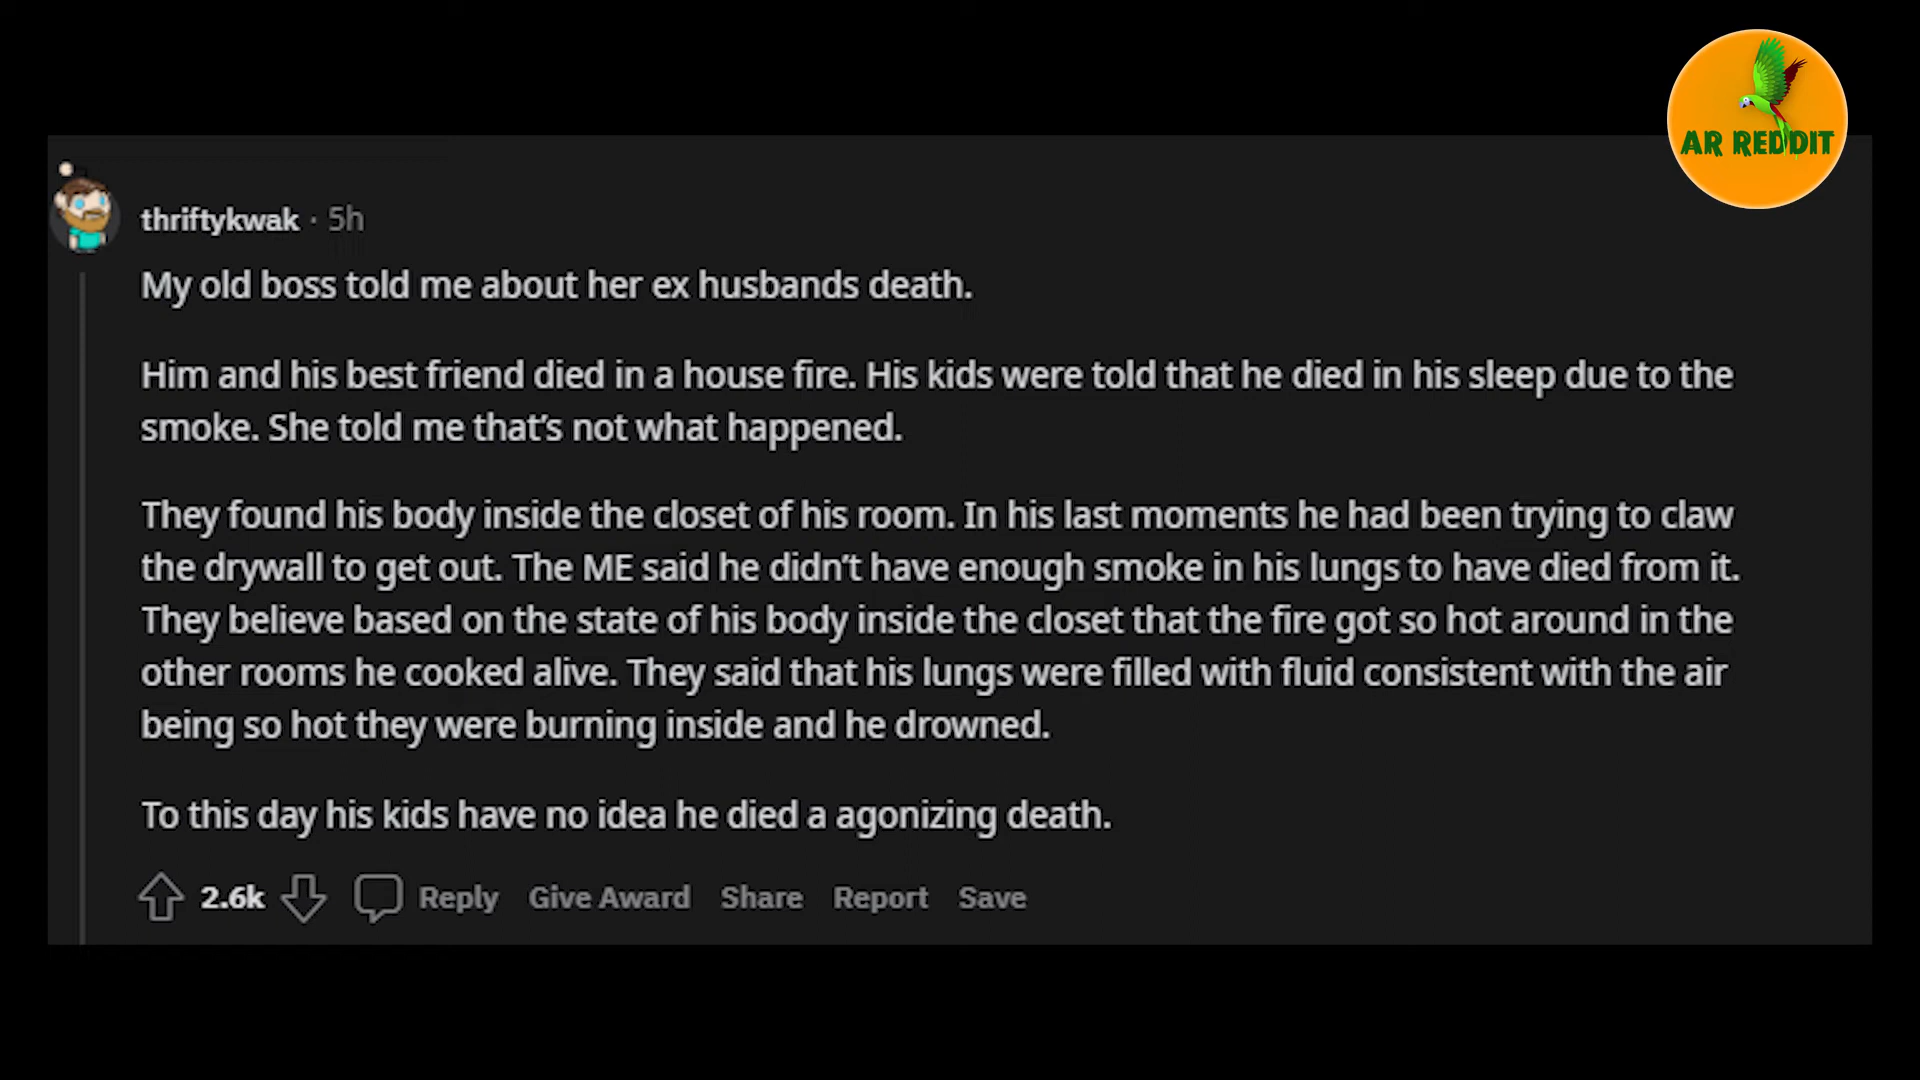 AR REDDIT
thriftykwak · 5h
My old boss told me about her ex husbands death.
Him and his best friend died in a house fire. His kids were told that he died in his sleep due to the
smoke. She told me that’s not what happened.
They found his body inside the closet of his room. In his last moments he had been trying to claw
the drywall to get out. The ME said he didn’t have enough smoke in his lungs to have died from it.
They believe based on the state of his body inside the closet that the fire got so hot around in the
other rooms he cooked alive. They said that his lungs were filled with fluid consistent with the air
being so hot they were burning inside and he drowned.
To this day his kids have no idea he died a agonizing death.
2.6k Reply Give Award Share Report Save